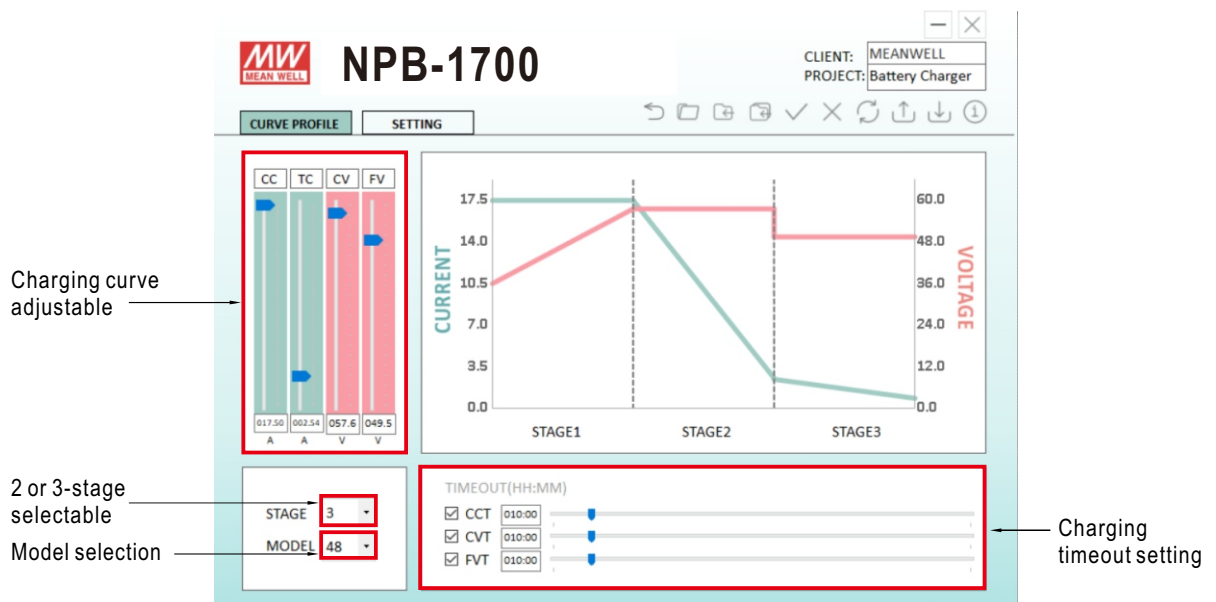 MW
MEAN WELL
NPB-1700
CLIENT: MEANWELL
PROJECT: Battery Charger
CURVE PROFILE SETTING
CC TC CV FV
017.50 002.54 057.6 049.5
A A V V
Charging curve
adjustable
CURRENT
17.5
14.0
10.5
7.0
3.5
0.0
60.0
48.0
36.0
24.0
12.0
0.0
VOLTAGE
STAGE1 STAGE2 STAGE3
2 or 3-stage
selectable
Model selection
STAGE 3
MODEL 48
TIMEOUT(HH:MM)
CCT 010:00
CVT 010:00
FVT 010:00
Charging
timeout setting